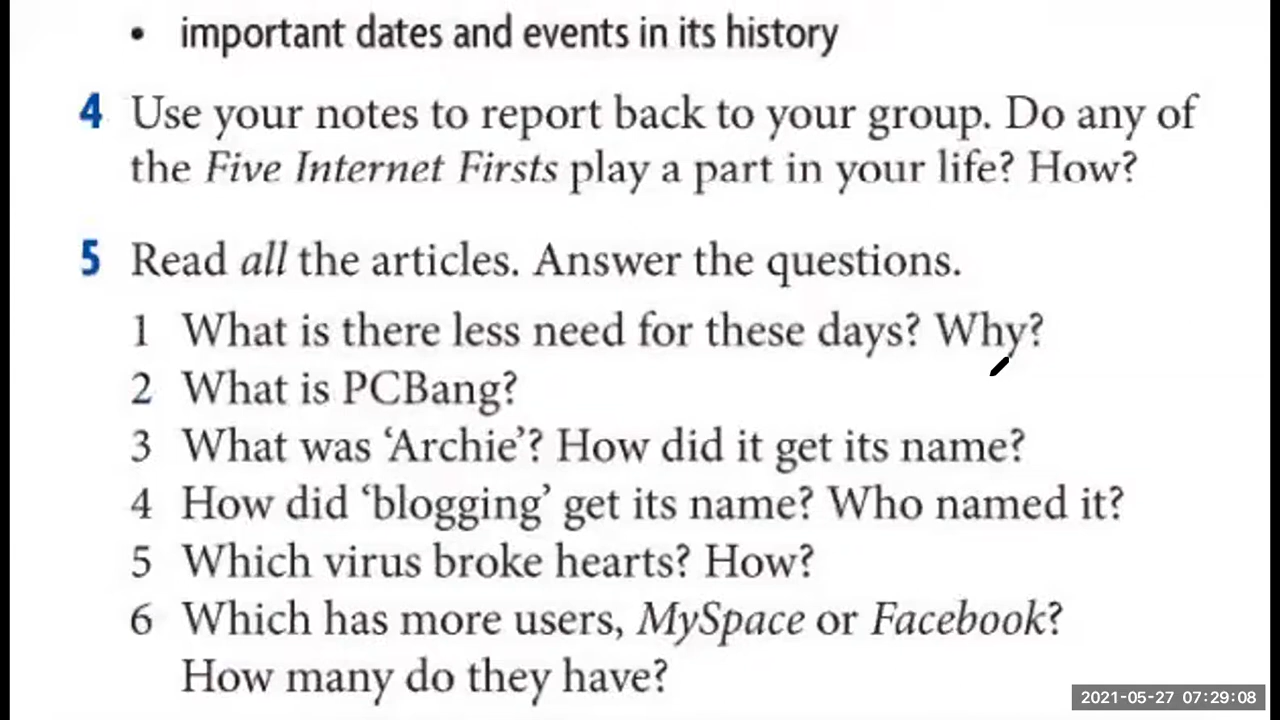 • important dates and events in its history
4 Use your notes to report back to your group. Do any of
the Five Internet Firsts play a part in your life? How?
5 Read all the articles. Answer the questions.
1 What is there less need for these days? Why?
2 What is PCBang?
3 What was ‘Archie’? How did it get its name?
4 How did ‘blogging’ get its name? Who named it?
5 Which virus broke hearts? How?
6 Which has more users, MySpace or Facebook?
How many do they have?
2021-05-27 07:29:08